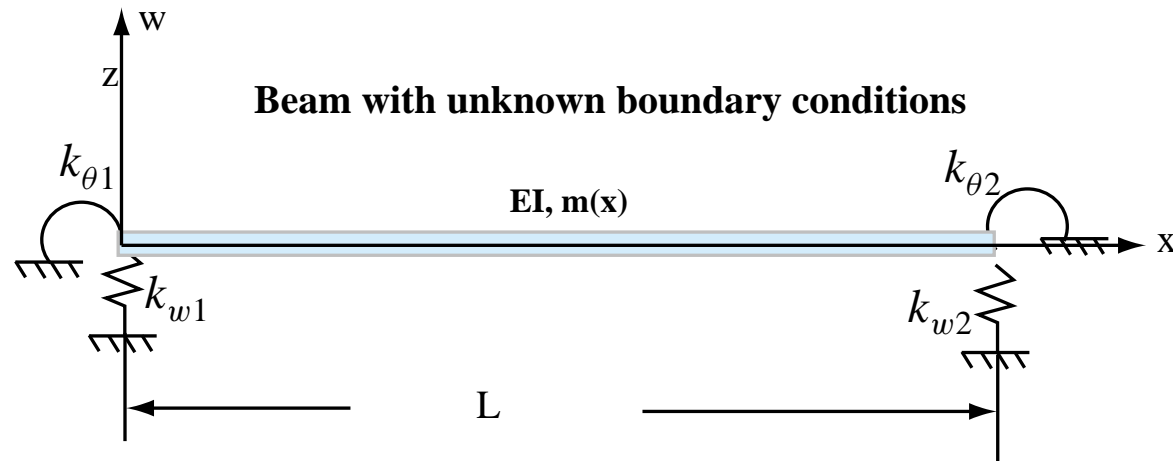 w
z
Beam with unknown boundary conditions
kθ1
kθ2
EI, m(x)
x
kw1
kw2
L